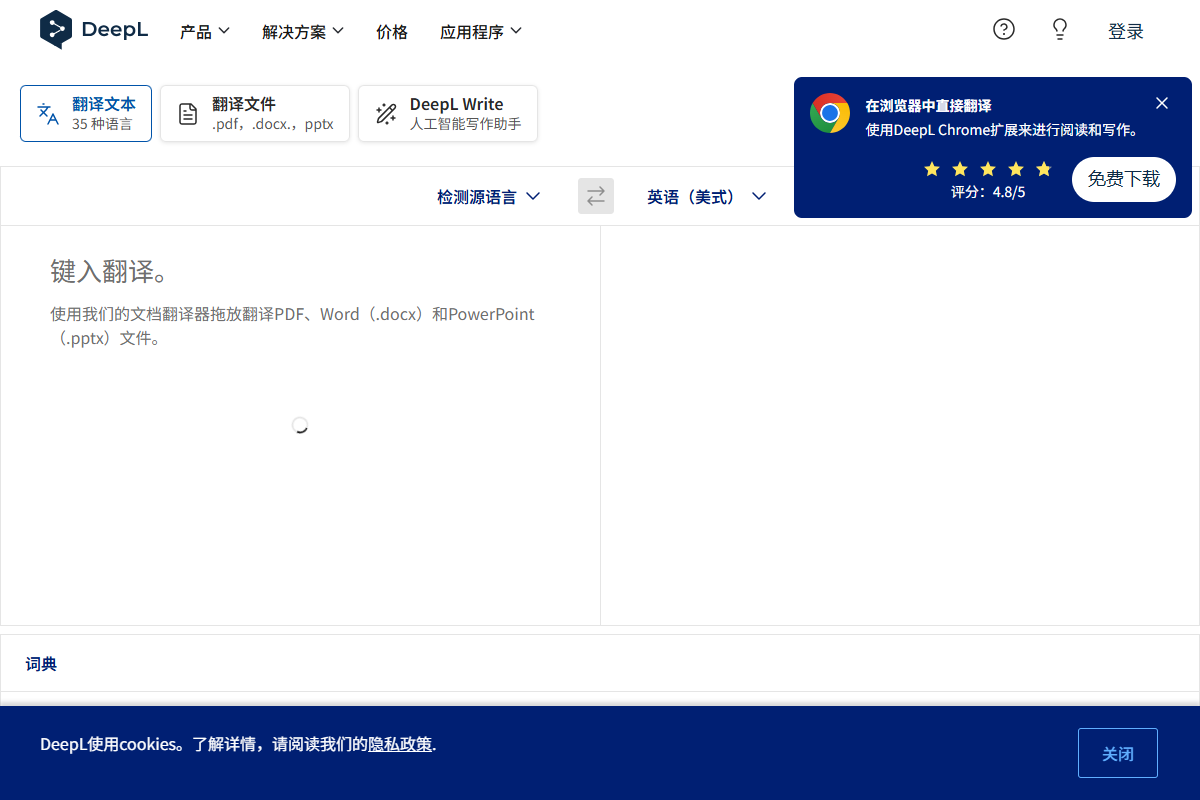 DeepL
产品
解决方案
价格
应用程序
登录
翻译文本
35 种语言
翻译文件
.pdf，.docx.，pptx
DeepL Write
人工智能写作助手
在浏览器中直接翻译
使用DeepL Chrome扩展来进行阅读和写作。
评分：4.8/5
免费下载
检测源语言
英语（美式）
键入翻译。
使用我们的文档翻译器拖放翻译PDF、Word（.docx）和PowerPoint
（.pptx）文件。
词典
DeepL使用cookies。了解详情，请阅读我们的隐私政策.
关闭